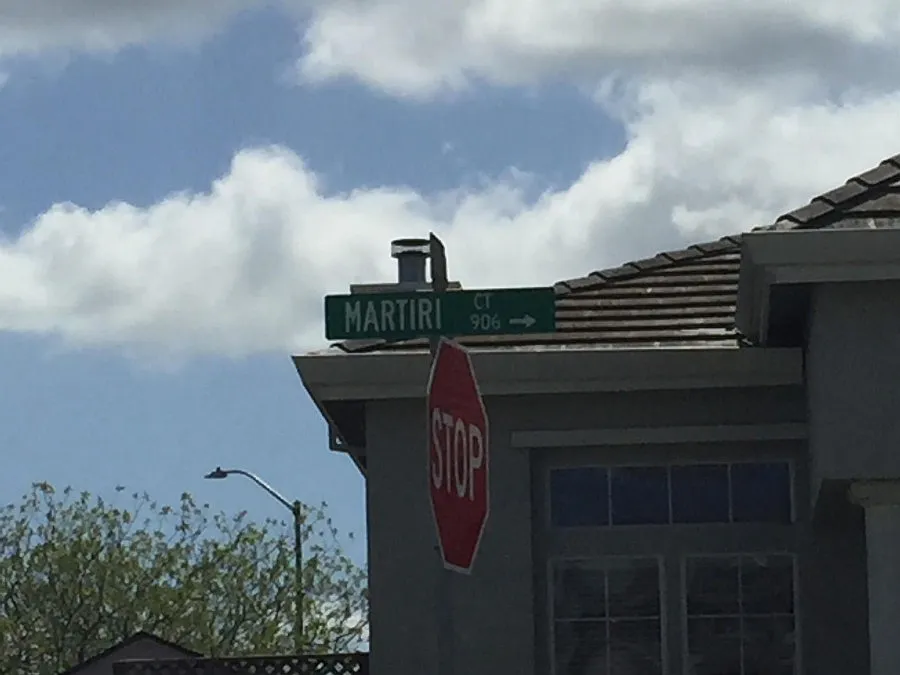 MARTIRI CT
906 →
STOP